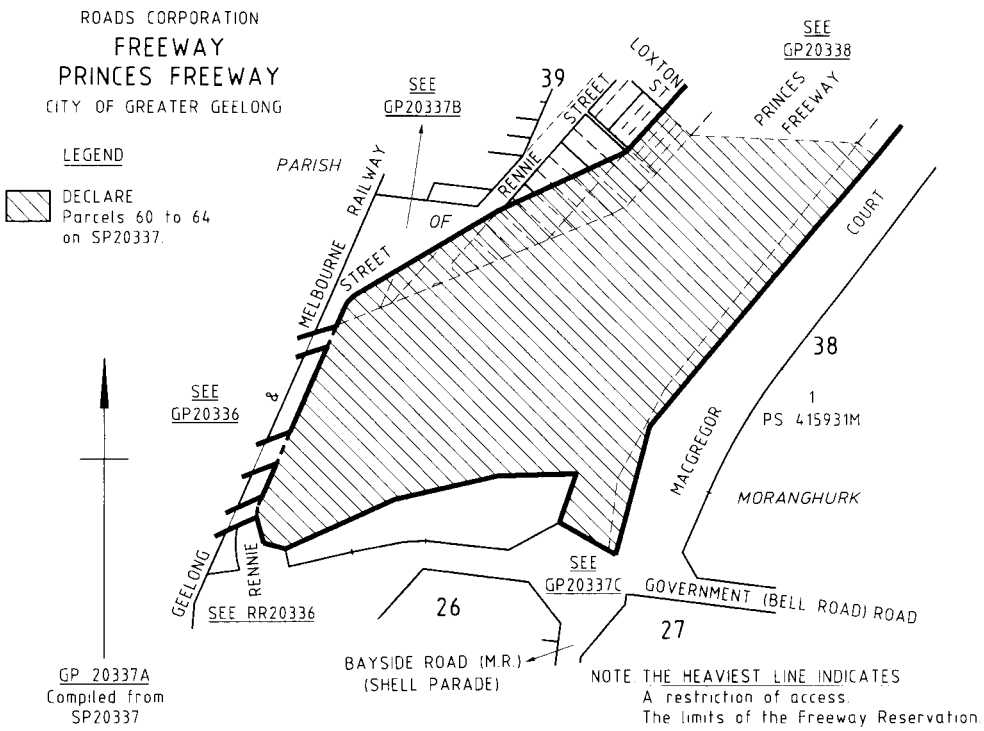 ROADS CORPORATION
FREEWAY
PRINCES FREEWAY
CITY OF GREATER GEELONG
LEGEND
DECLARE
Parcels 60 to 64
on SP20337.
SEE
GP20337B
39
LOXTON
ST
STREET
RENNIE
SEE
GP20338
PRINCES
FREEWAY
PARISH
OF
RAILWAY
MELBOURNE
&
GEELONG
STREET
RENNIE
COURT
MACGREGOR
38
1
PS 415931M
MORANGHURK
SEE
GP20336
SEE RR20336
SEE
GP20337C
GOVERNMENT (BELL ROAD) ROAD
26
27
BAYSIDE ROAD (M.R.)
(SHELL PARADE)
GP 20337A
Compiled from
SP20337
NOTE. THE HEAVIEST LINE INDICATES
A restriction of access.
The limits of the Freeway Reservation.